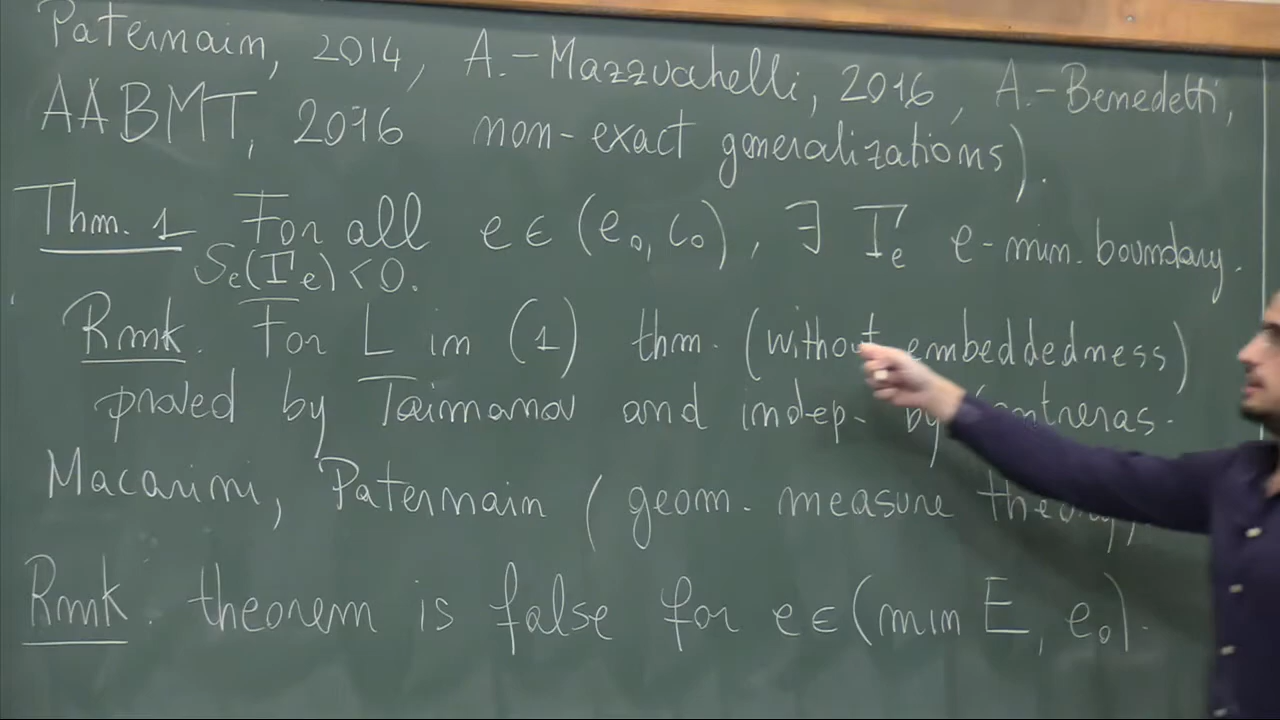 Paternain, 2014, A.-Mazzuchelli, 2016, A.-Benedetti,
AABMT, 2016 non-exact generalizations).
Thm. 1 For all e ∈ (e₀, c₀), ∃ Γₑ e-min. boundary.
Sₑ(Γₑ) < 0.
Rmk. For L in (1) thm. (without embeddedness)
proved by Taimanov and indep. by Contreras.
Macarini, Paternain (geom. measure theory)
Rmk. theorem is false for e ∈ (min E, e₀).